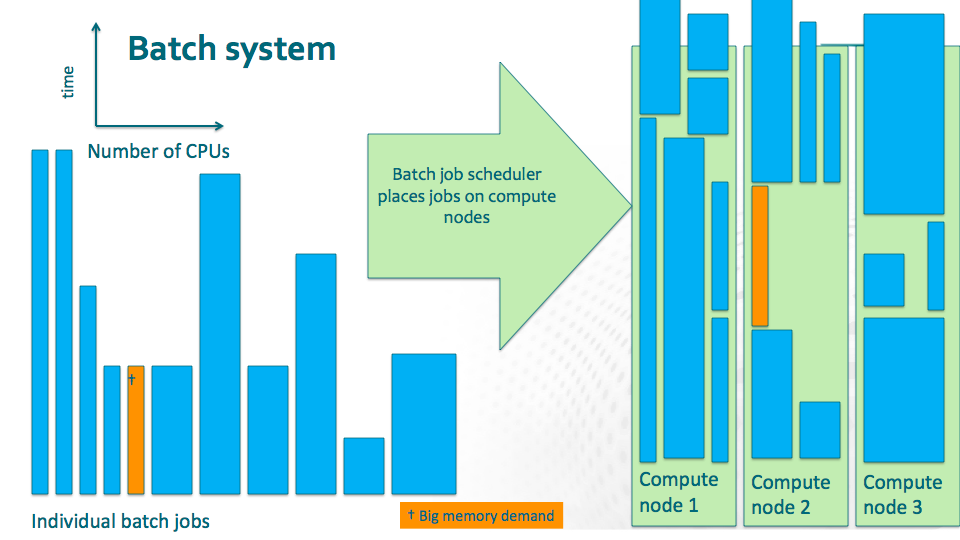 Batch system
time
Number of CPUs
Batch job scheduler
places jobs on compute
nodes
†
Individual batch jobs
† Big memory demand
Compute
node 1
Compute
node 2
Compute
node 3